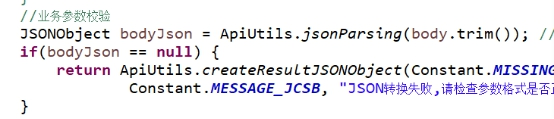 }
//业务参数校验
JSONObject bodyJson = ApiUtils.jsonParsing(body.trim()); //
if(bodyJson == null) {
return ApiUtils.createResultJSONObject(Constant.MISSING
Constant.MESSAGE_JCSB, "JSON转换失败,请检查参数格式是否
}